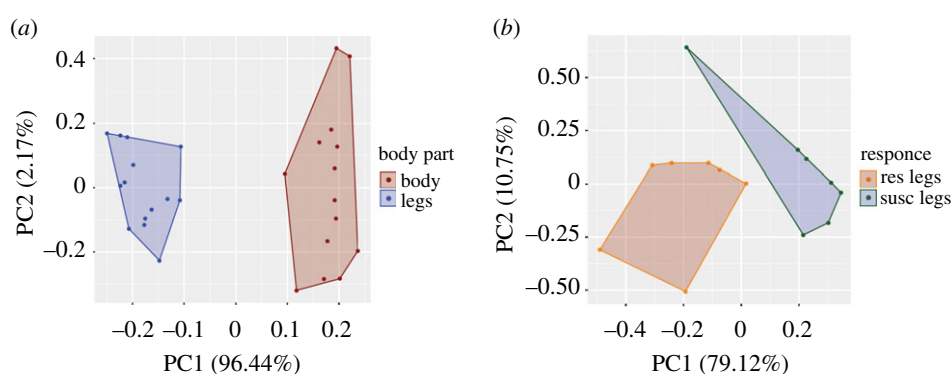 (a)
0.4
0.2
0
–0.2
PC2 (2.17%)
–0.2 –0.1 0 0.1 0.2
PC1 (96.44%)
body part
body
legs
(b)
0.50
0.25
0
–0.25
–0.50
PC2 (10.75%)
–0.4 –0.2 0 0.2
PC1 (79.12%)
responce
res legs
susc legs